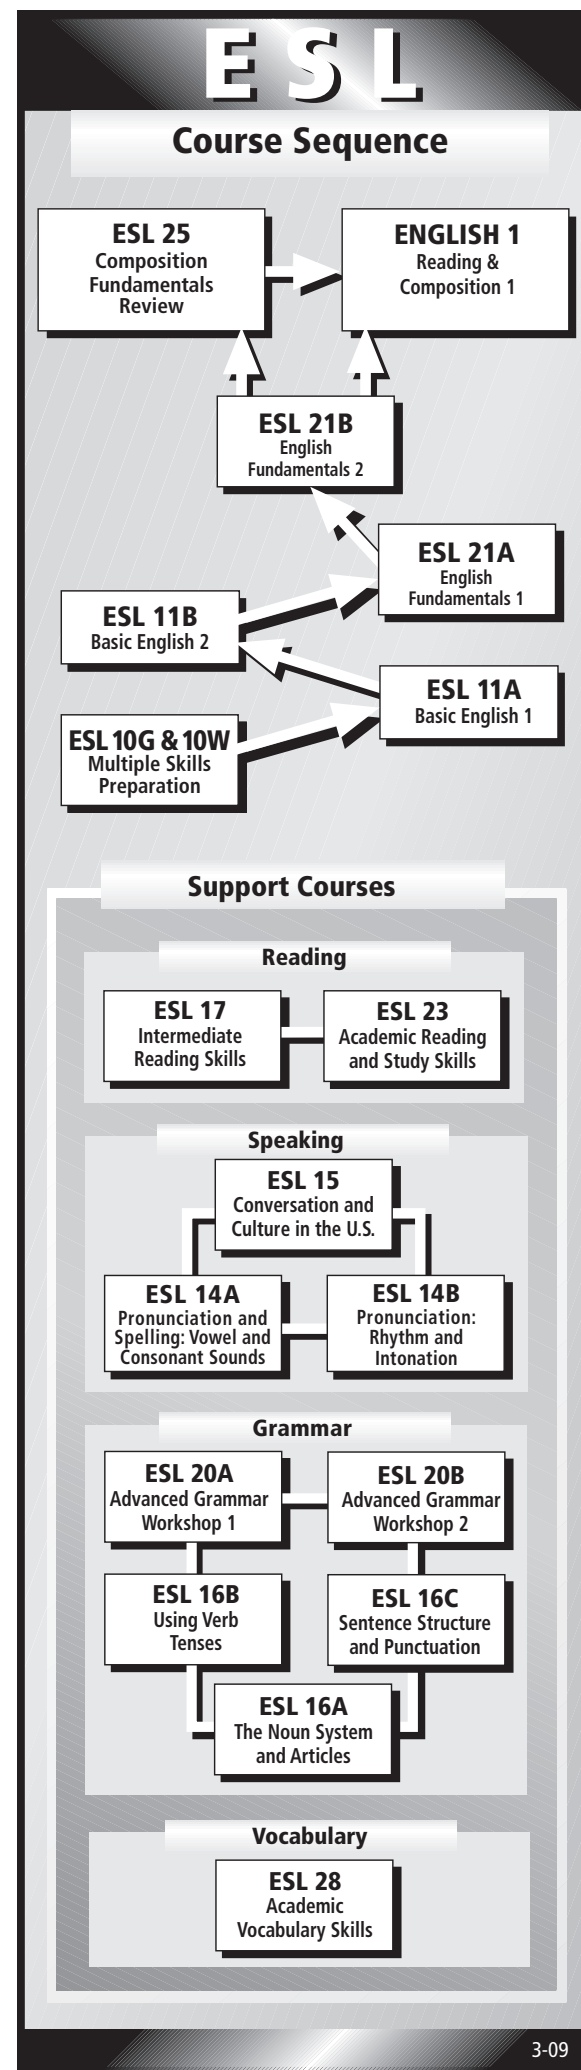 ESL
Course Sequence
ESL 25
Composition
Fundamentals
Review
ENGLISH 1
Reading &
Composition 1
ESL 21B
English
Fundamentals 2
ESL 21A
English
Fundamentals 1
ESL 11B
Basic English 2
ESL 11A
Basic English 1
ESL 10G & 10W
Multiple Skills
Preparation
Support Courses
Reading
ESL 17
Intermediate
Reading Skills
ESL 23
Academic Reading
and Study Skills
Speaking
ESL 15
Conversation and
Culture in the U.S.
ESL 14A
Pronunciation and
Spelling: Vowel and
Consonant Sounds
ESL 14B
Pronunciation:
Rhythm and
Intonation
Grammar
ESL 20A
Advanced Grammar
Workshop 1
ESL 20B
Advanced Grammar
Workshop 2
ESL 16B
Using Verb
Tenses
ESL 16C
Sentence Structure
and Punctuation
ESL 16A
The Noun System
and Articles
Vocabulary
ESL 28
Academic
Vocabulary Skills
3-09